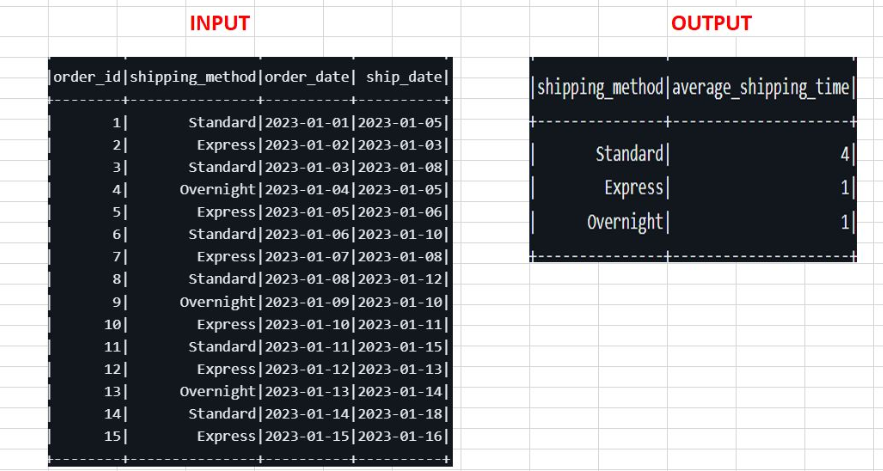 INPUT
|order_id|shipping_method|order_date| ship_date|
+--------+---------------+----------+----------+
| 1| Standard|2023-01-01|2023-01-05|
| 2| Express|2023-01-02|2023-01-03|
| 3| Standard|2023-01-03|2023-01-08|
| 4| Overnight|2023-01-04|2023-01-05|
| 5| Express|2023-01-05|2023-01-06|
| 6| Standard|2023-01-06|2023-01-10|
| 7| Express|2023-01-07|2023-01-08|
| 8| Standard|2023-01-08|2023-01-12|
| 9| Overnight|2023-01-09|2023-01-10|
| 10| Express|2023-01-10|2023-01-11|
| 11| Standard|2023-01-11|2023-01-15|
| 12| Express|2023-01-12|2023-01-13|
| 13| Overnight|2023-01-13|2023-01-14|
| 14| Standard|2023-01-14|2023-01-18|
| 15| Express|2023-01-15|2023-01-16|
+--------+---------------+----------+----------+
OUTPUT
|shipping_method|average_shipping_time|
+---------------+---------------------+
| Standard| 4|
| Express| 1|
| Overnight| 1|
+---------------+---------------------+